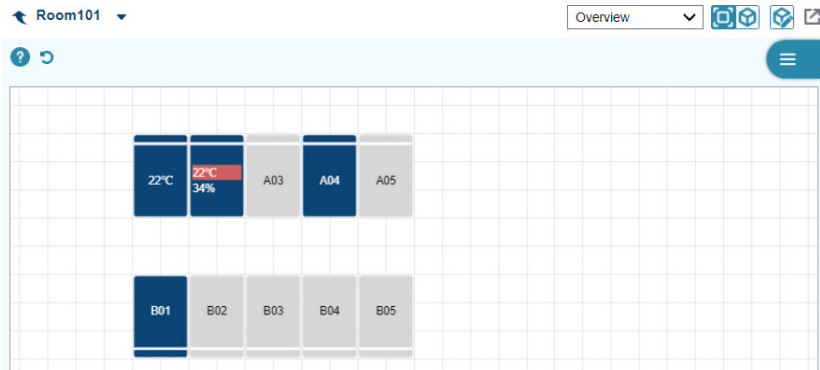 Room101
Overview
22°C
22°C
34%
A03
A04
A05
B01
B02
B03
B04
B05